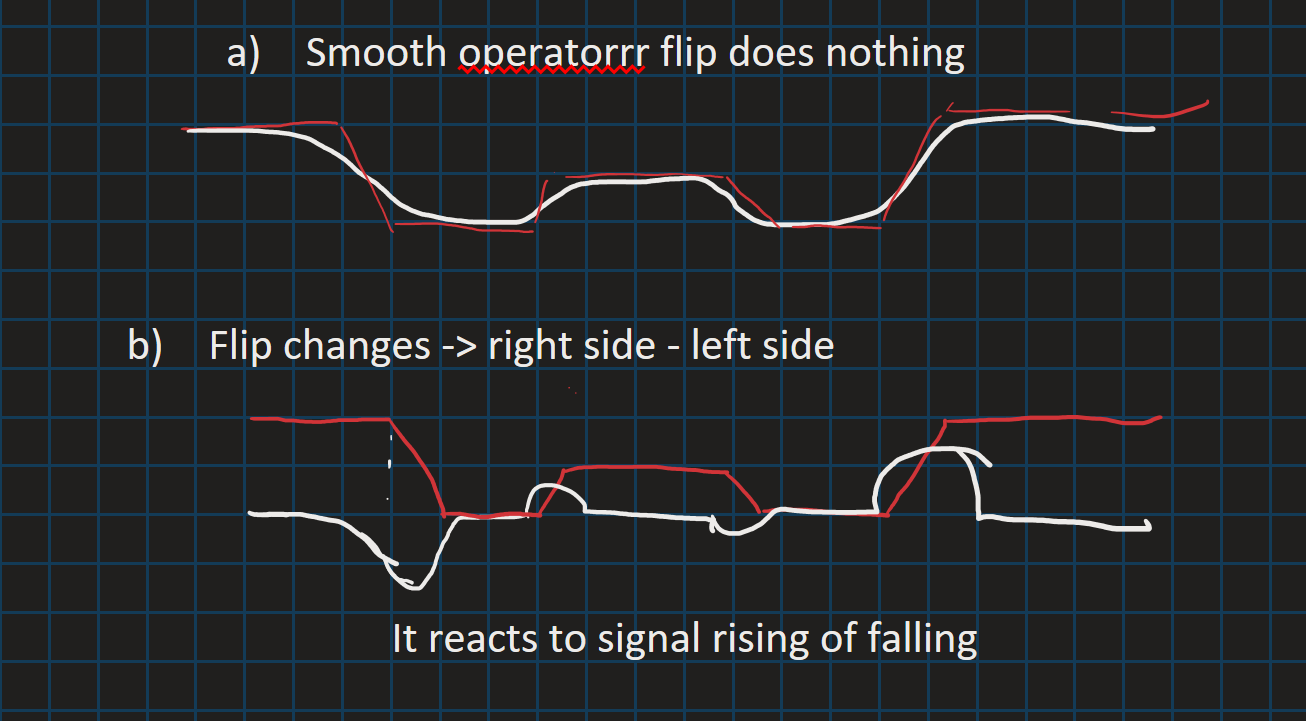 a) Smooth operatorrr flip does nothing
b) Flip changes -> right side - left side
It reacts to signal rising of falling